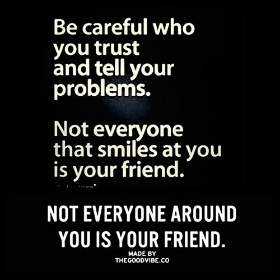 Be careful who
you trust
and tell your
problems.
Not everyone
that smiles at you
is your friend.
NOT EVERYONE AROUND
YOU IS YOUR FRIEND.
MADE BY
THEGOODVIBE.CO